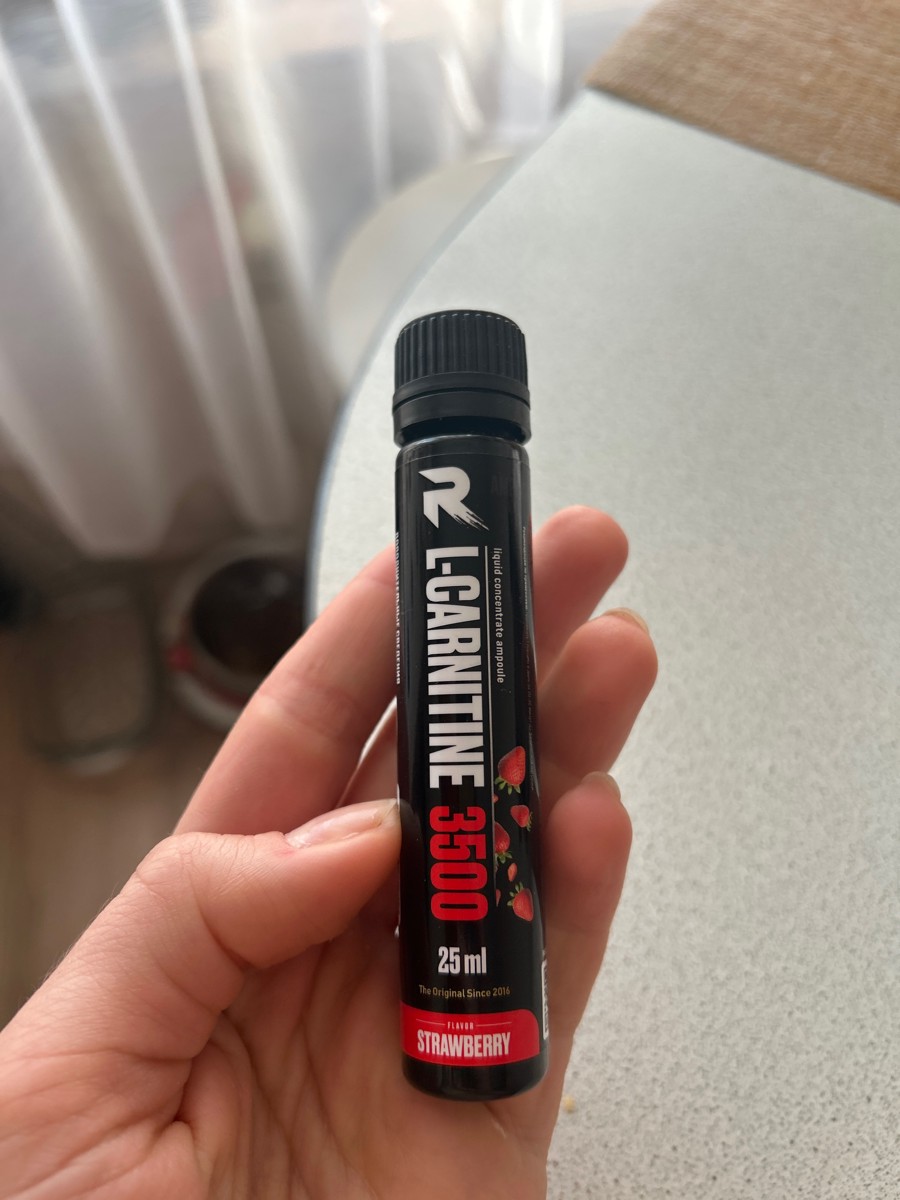 R
L-CARNITINE 3500
liquid concentrate ampoule
25 ml
The Original Since 2016
FLAVOR
STRAWBERRY